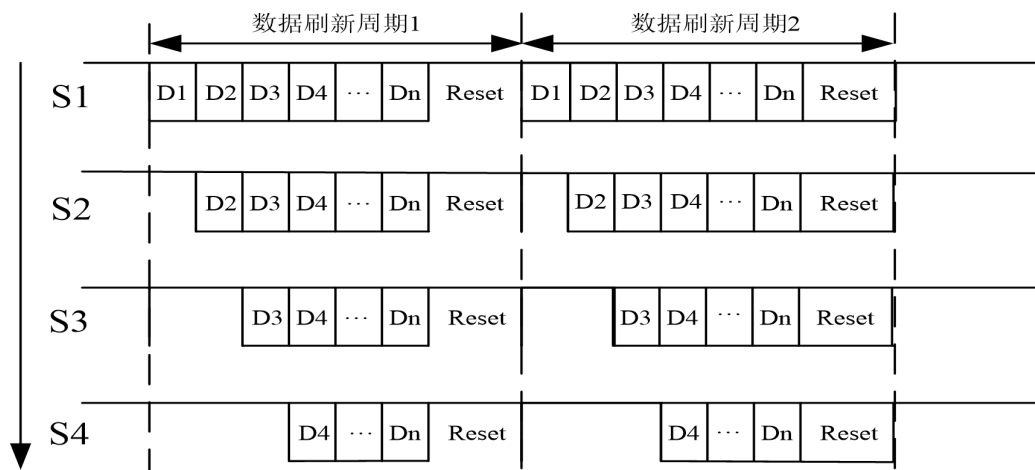 数据刷新周期1 数据刷新周期2
S1 D1 D2 D3 D4 ... Dn Reset D1 D2 D3 D4 ... Dn Reset
S2 D2 D3 D4 ... Dn Reset D2 D3 D4 ... Dn Reset
S3 D3 D4 ... Dn Reset D3 D4 ... Dn Reset
S4 D4 ... Dn Reset D4 ... Dn Reset